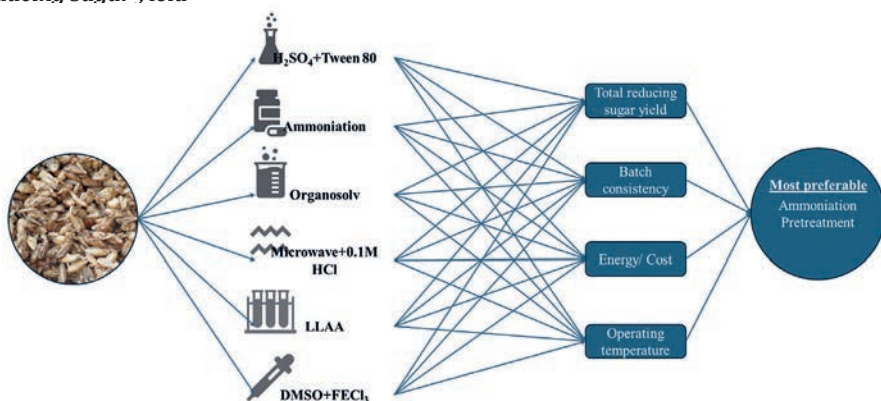 H₂SO₄+Tween 80
Ammoniation
Organosolv
Microwave+0.1M
HCl
LLAA
DMSO+FECl₃
Total reducing
sugar yield
Batch
consistency
Energy/ Cost
Operating
temperature
Most preferable
Ammoniation
Pretreatment